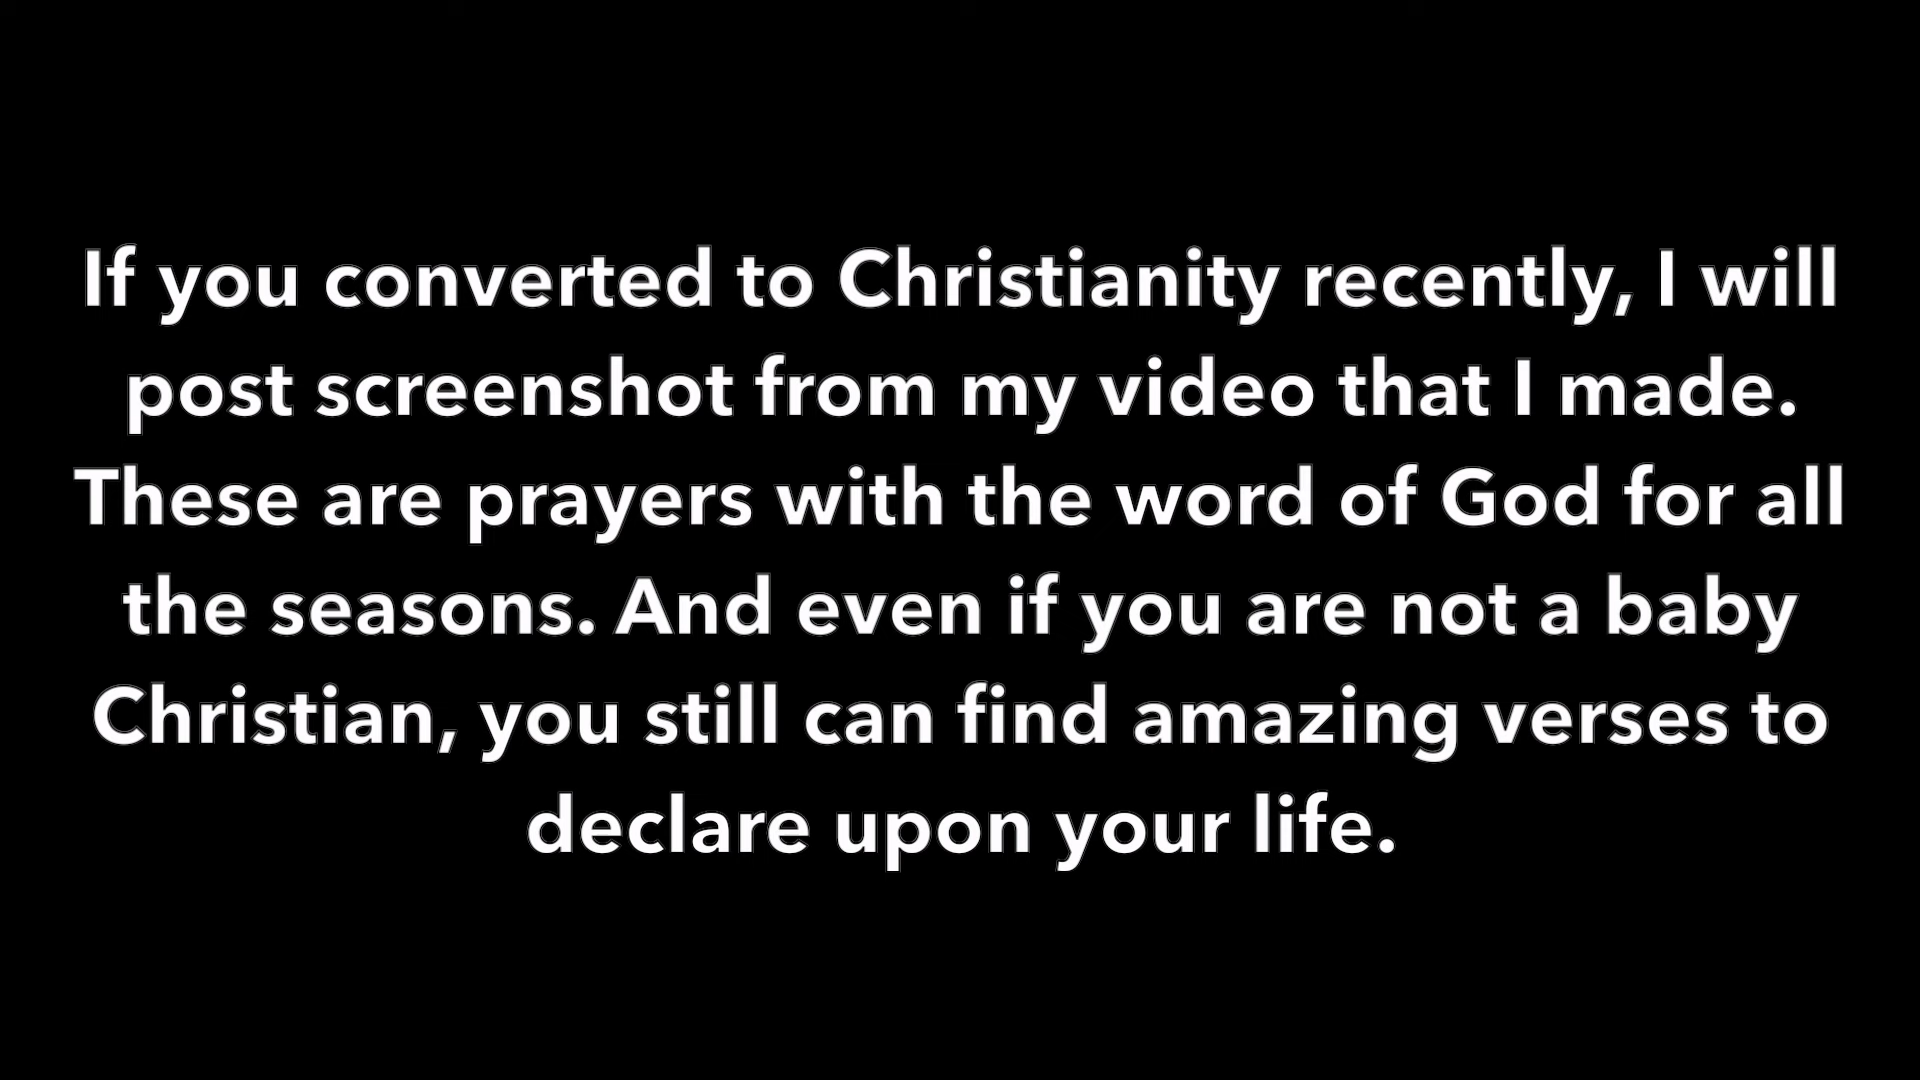 If you converted to Christianity recently, I will
post screenshot from my video that I made.
These are prayers with the word of God for all
the seasons. And even if you are not a baby
Christian, you still can find amazing verses to
declare upon your life.